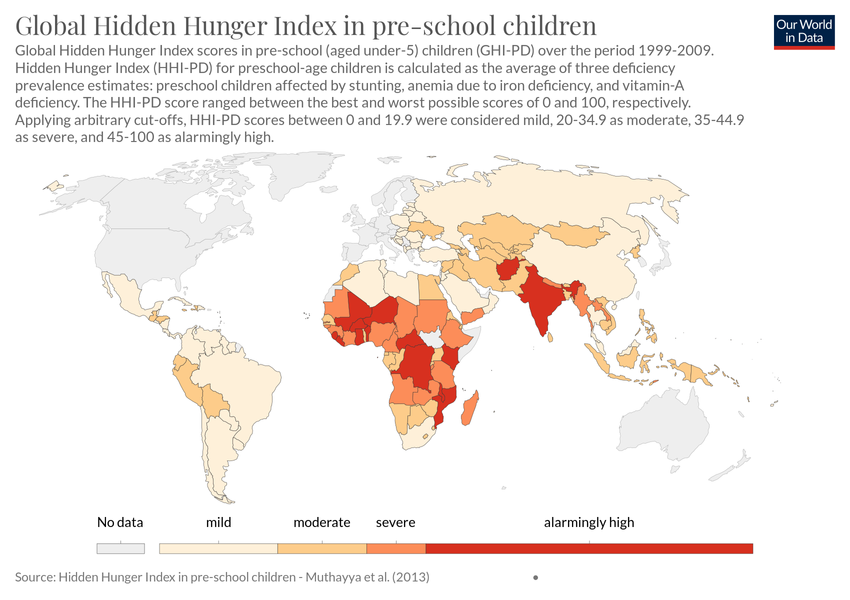 Global Hidden Hunger Index in pre-school children
Our World
in Data
Global Hidden Hunger Index scores in pre-school (aged under-5) children (GHI-PD) over the period 1999-2009.
Hidden Hunger Index (HHI-PD) for preschool-age children is calculated as the average of three deficiency
prevalence estimates: preschool children affected by stunting, anemia due to iron deficiency, and vitamin-A
deficiency. The HHI-PD score ranged between the best and worst possible scores of 0 and 100, respectively.
Applying arbitrary cut-offs, HHI-PD scores between 0 and 19.9 were considered mild, 20-34.9 as moderate, 35-44.9
as severe, and 45-100 as alarmingly high.
No data mild moderate severe alarmingly high
Source: Hidden Hunger Index in pre-school children - Muthayya et al. (2013) •